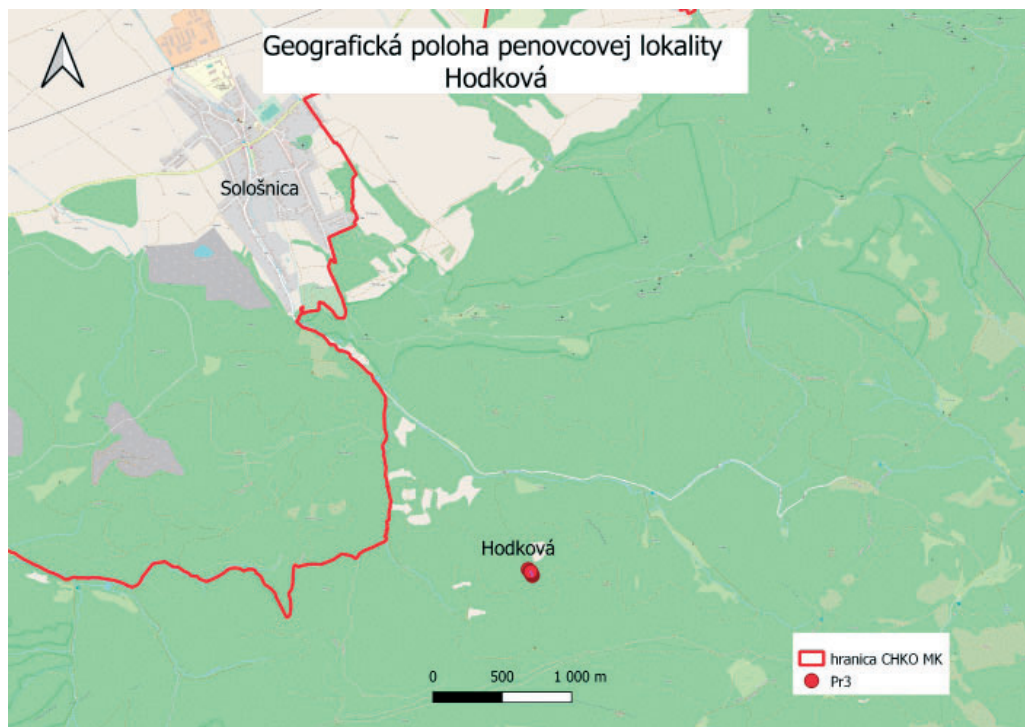 Geografická poloha penovcovej lokality
Hodková
Sološnica
Hodková
0 500 1 000 m
hranica CHKO MK
Pr3